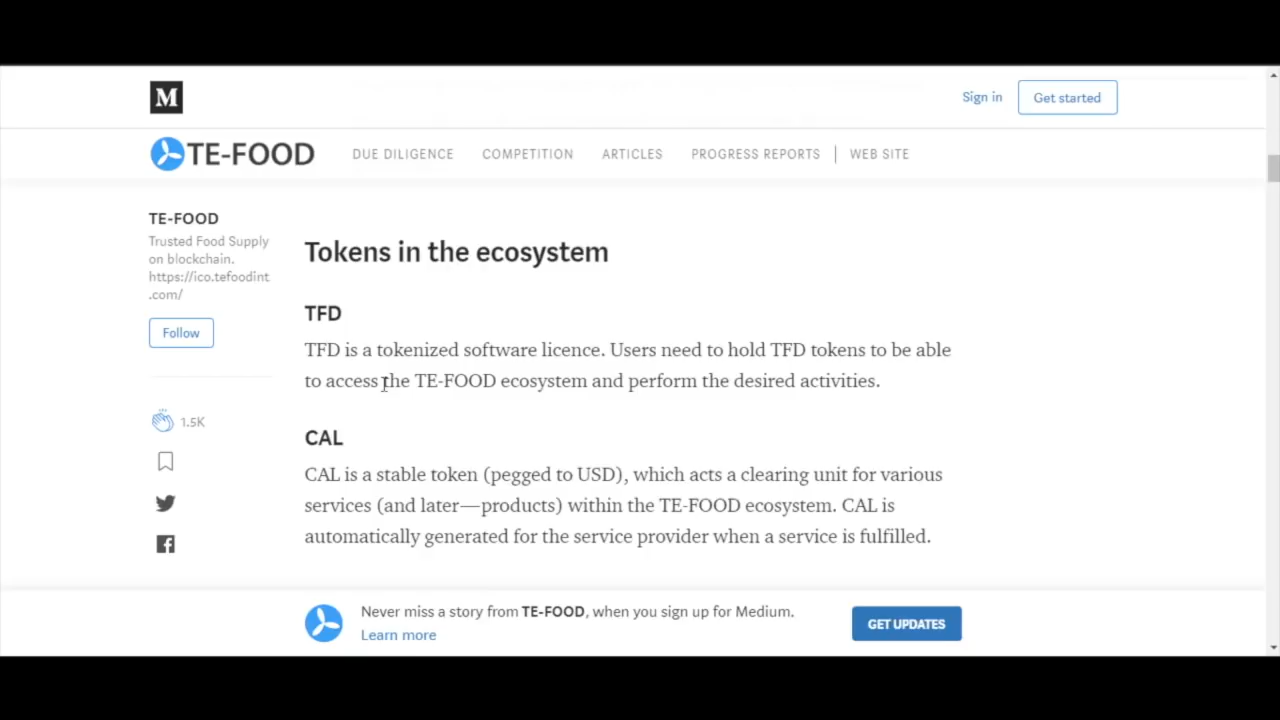 M
Sign in
Get started
TE-FOOD
DUE DILIGENCE
COMPETITION
ARTICLES
PROGRESS REPORTS
WEB SITE
TE-FOOD
Trusted Food Supply
on blockchain.
https://ico.tefoodint
.com/
Follow
1.5K
Tokens in the ecosystem
TFD
TFD is a tokenized software licence. Users need to hold TFD tokens to be able
to access the TE-FOOD ecosystem and perform the desired activities.
CAL
CAL is a stable token (pegged to USD), which acts a clearing unit for various
services (and later—products) within the TE-FOOD ecosystem. CAL is
automatically generated for the service provider when a service is fulfilled.
Never miss a story from TE-FOOD, when you sign up for Medium.
Learn more
GET UPDATES